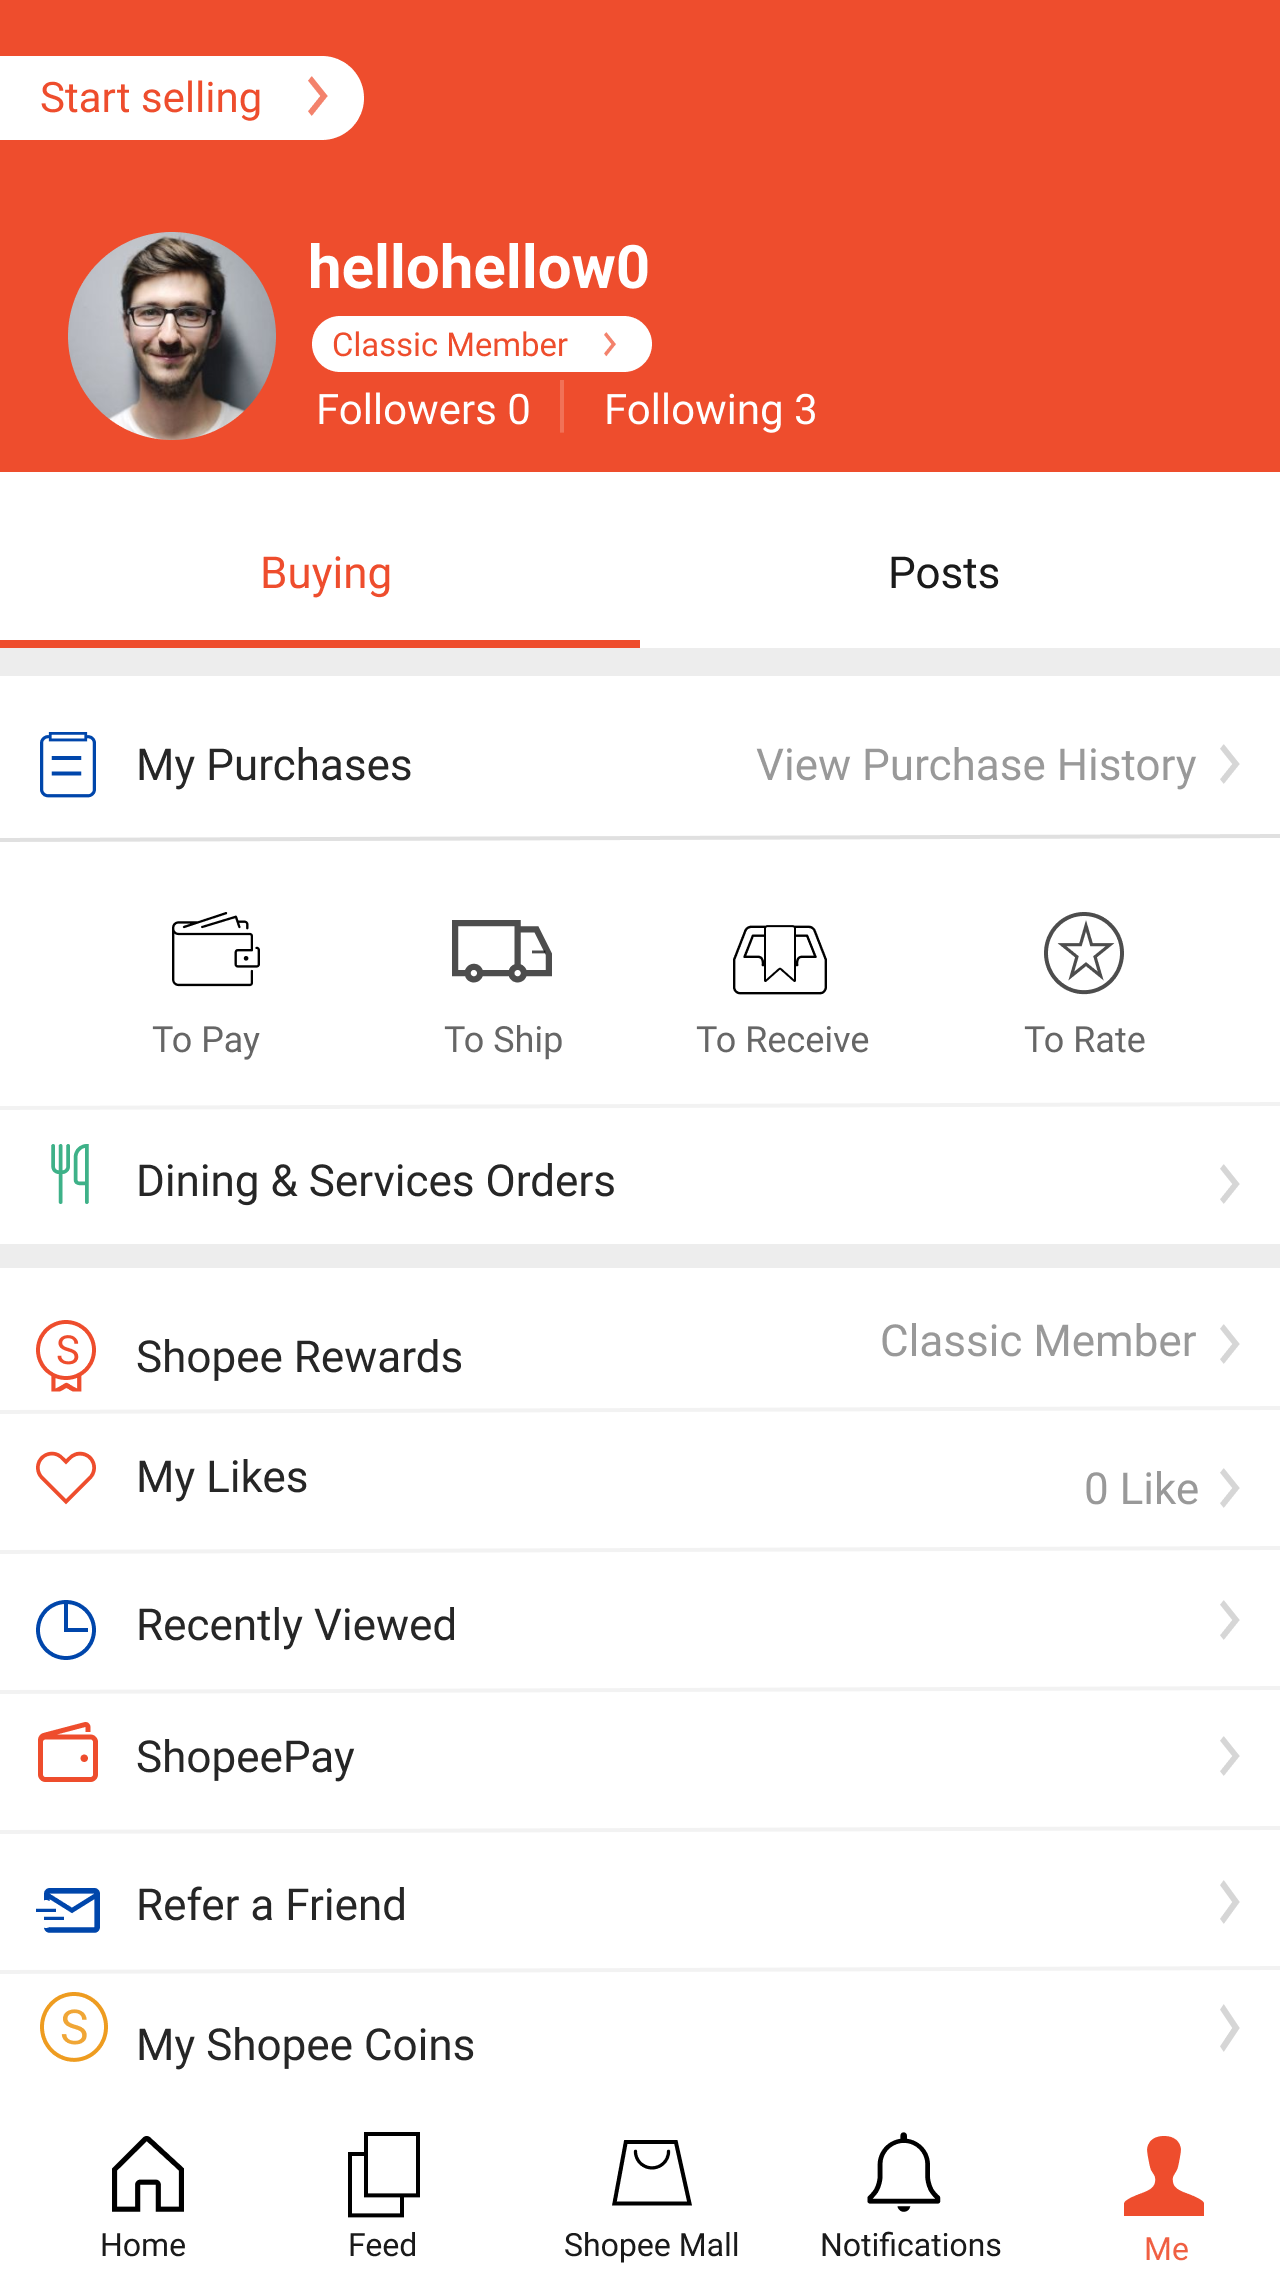 Start selling
hellohellow0
Classic Member
Followers 0
Following 3
Buying
Posts
My Purchases
View Purchase History
To Pay
To Ship
To Receive
To Rate
Dining & Services Orders
S
Shopee Rewards
Classic Member
My Likes
0 Like
Recently Viewed
ShopeePay
Refer a Friend
S
My Shopee Coins
Home
Feed
Shopee Mall
Notifications
Me